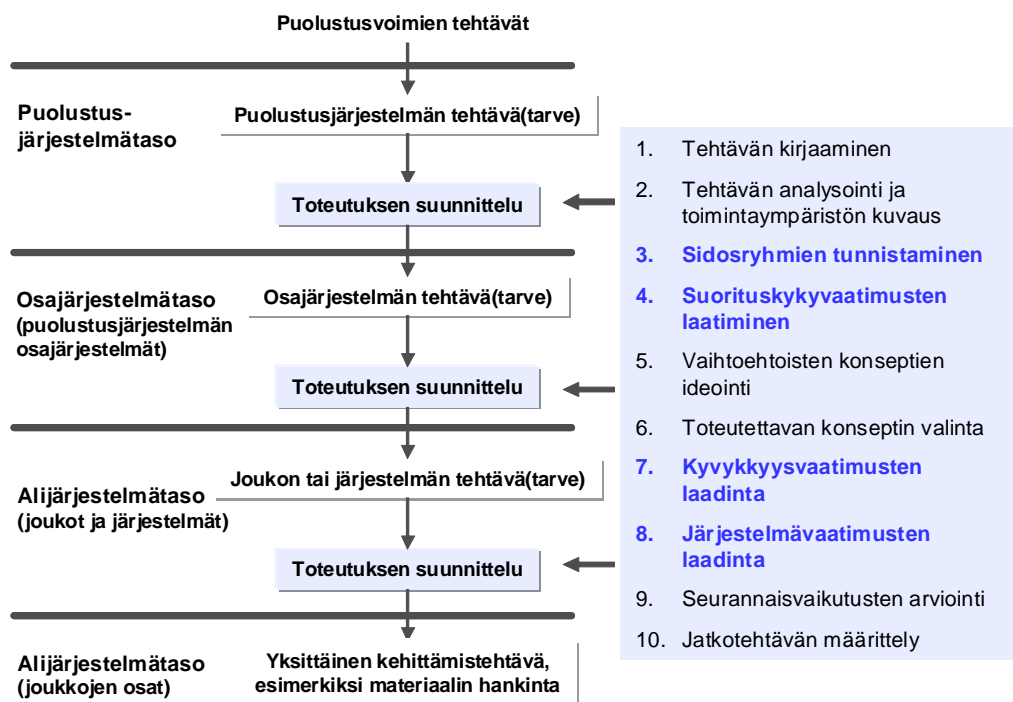 Puolustusvoimien tehtävät
Puolustus-
järjestelmätaso
Puolustusjärjestelmän tehtävä(tarve)
Toteutuksen suunnittelu
Osajärjestelmätaso
(puolustusjärjestelmän
osajärjestelmät)
Osajärjestelmän tehtävä(tarve)
Toteutuksen suunnittelu
Alijärjestelmätaso
(joukot ja järjestelmät)
Joukon tai järjestelmän tehtävä(tarve)
Toteutuksen suunnittelu
Alijärjestelmätaso
(joukkojen osat)
Yksittäinen kehittämistehtävä,
esimerkiksi materiaalin hankinta
1. Tehtävän kirjaaminen
2. Tehtävän analysointi ja
toimintaympäristön kuvaus
3. Sidosryhmien tunnistaminen
4. Suorituskykyvaatimusten
laatiminen
5. Vaihtoehtoisten konseptien
ideointi
6. Toteutettavan konseptin valinta
7. Kyvykkyysvaatimusten
laadinta
8. Järjestelmävaatimusten
laadinta
9. Seurannaisvaikutusten arviointi
10. Jatkotehtävän määrittely